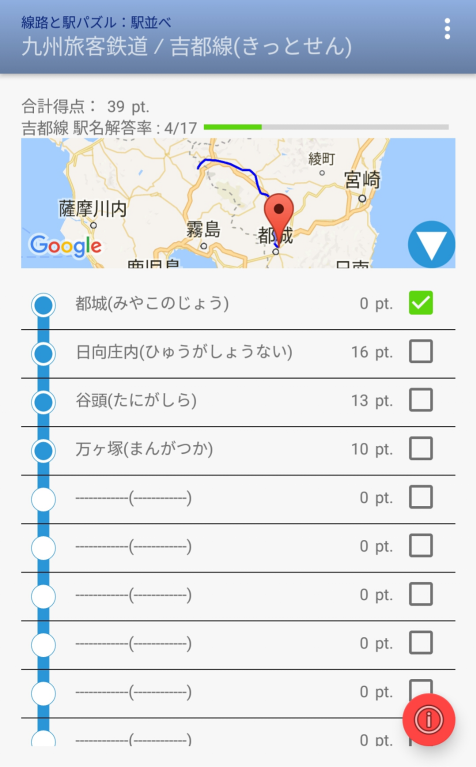 線路と駅パズル：駅並べ
九州旅客鉄道 / 吉都線(きっとせん)
合計得点： 39 pt.
吉都線 駅名解答率 : 4/17
綾町
宮崎
薩摩川内
霧島
都城
Google
鹿児島
日南
都城(みやこのじょう) 0 pt.
日向庄内(ひゅうがしょうない) 16 pt.
谷頭(たにがしら) 13 pt.
万ヶ塚(まんがつか) 10 pt.
------------(------------) 0 pt.
------------(------------) 0 pt.
------------(------------) 0 pt.
------------(------------) 0 pt.
------------(------------) 0 pt.
------------(------------) 0 pt.